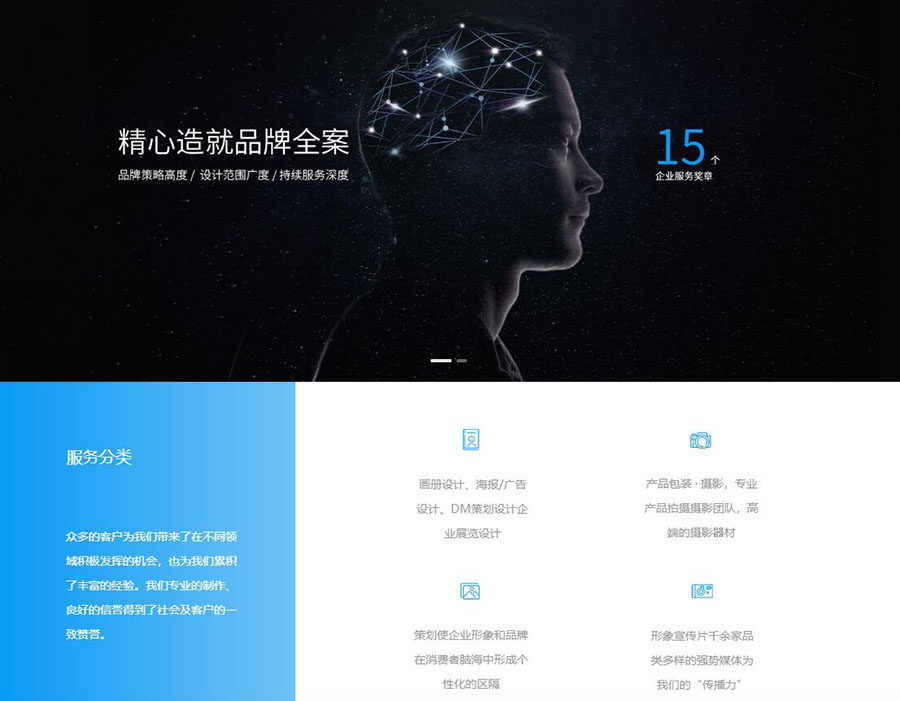 精心造就品牌全案
品牌策略高度 / 设计范围广度 / 持续服务深度
15 个
企业服务奖章
服务分类
众多的客户为我们带来了在不同领
域积极发挥的机会，也为我们累积
了丰富的经验。我们专业的制作、
良好的信誉得到了社会及客户的一
致赞誉。
画册设计、海报/广告
设计、DM策划设计企
业展览设计
产品包装 · 摄影，专业
产品拍摄摄影团队，高
端的摄影器材
策划使企业形象和品牌
在消费者脑海中形成个
性化的区隔
形象宣传片千余家品
类多样的强势媒体为
我们的“传播力”